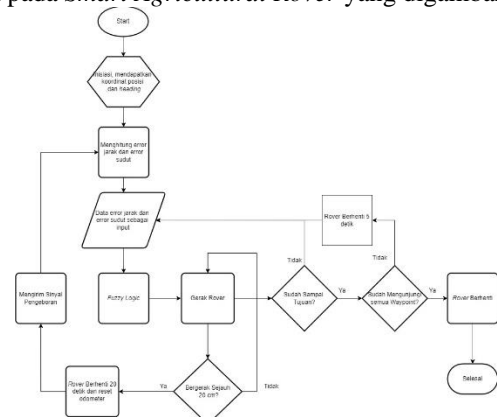 pada Smart Agricultural Rover yang digambar
Start
Inisiasi, mendapatkan
koordinat posisi
dan heading
Menghitung error
jarak dan error
sudut
Data error jarak dan
error sudut sebagai
input
Rover Berhenti 5
detik
Tidak
Tidak
Mengirim Sinyal
Pengeboran
Fuzzy Logic
Gerak Rover
Sudah Sampai
Tujuan?
Ya
Sudah Mengunjungi
semua Waypoint?
Ya
Rover Berhenti
Rover Berhenti 20
detik dan reset
odometer
Ya
Bergerak Sejauh
20 cm?
Tidak
Selesai